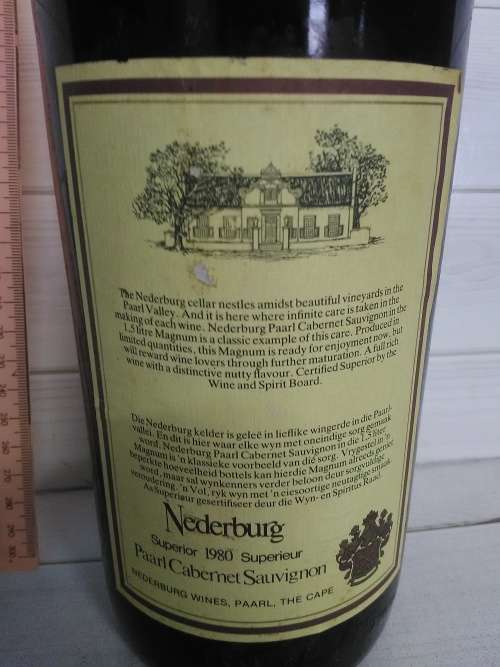 The Nederburg cellar nestles amidst beautiful vineyards in the
Paarl Valley. And it is here where infinite care is taken in the
making of each wine. Nederburg Paarl Cabernet Sauvignon in the
1,5 litre Magnum is a classic example of this care. Produced in
limited quantities, this Magnum is ready for enjoyment now, but
will reward wine lovers through further maturation. A full rich
wine with a distinctive nutty flavour. Certified Superior by the
Wine and Spirit Board.
Die Nederburg kelder is geleë in lieflike wingerde in die Paarl-
vallei. En dit is hier waar elke wyn met oneindige sorg gemaak
word. Nederburg Paarl Cabernet Sauvignon in die 1,5 liter
Magnum is 'n klassieke voorbeeld van dié sorg. Vrygestel in 'n
beperkte hoeveelheid bottels kan hierdie Magnum alreeds geniet
word, maar sal wynkenners verder beloon deur sorgvuldige
veroudering. 'n Vol, ryk wyn met 'n eiesoortige neutagtige smaak.
As Superieur gesertifiseer deur die Wyn- en Spiritus Raad.
Nederburg
Superior 1980 Superieur
Paarl Cabernet Sauvignon
NEDERBURG WINES, PAARL, THE CAPE